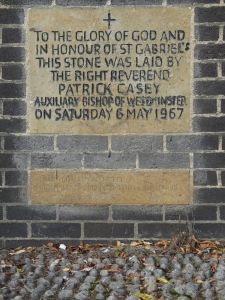 TO THE GLORY OF GOD AND
IN HONOUR OF ST GABRIEL
THIS STONE WAS LAID BY
THE RIGHT REVEREND
PATRICK CASEY
AUXILIARY BISHOP OF WESTMINSTER
ON SATURDAY 6 MAY 1967